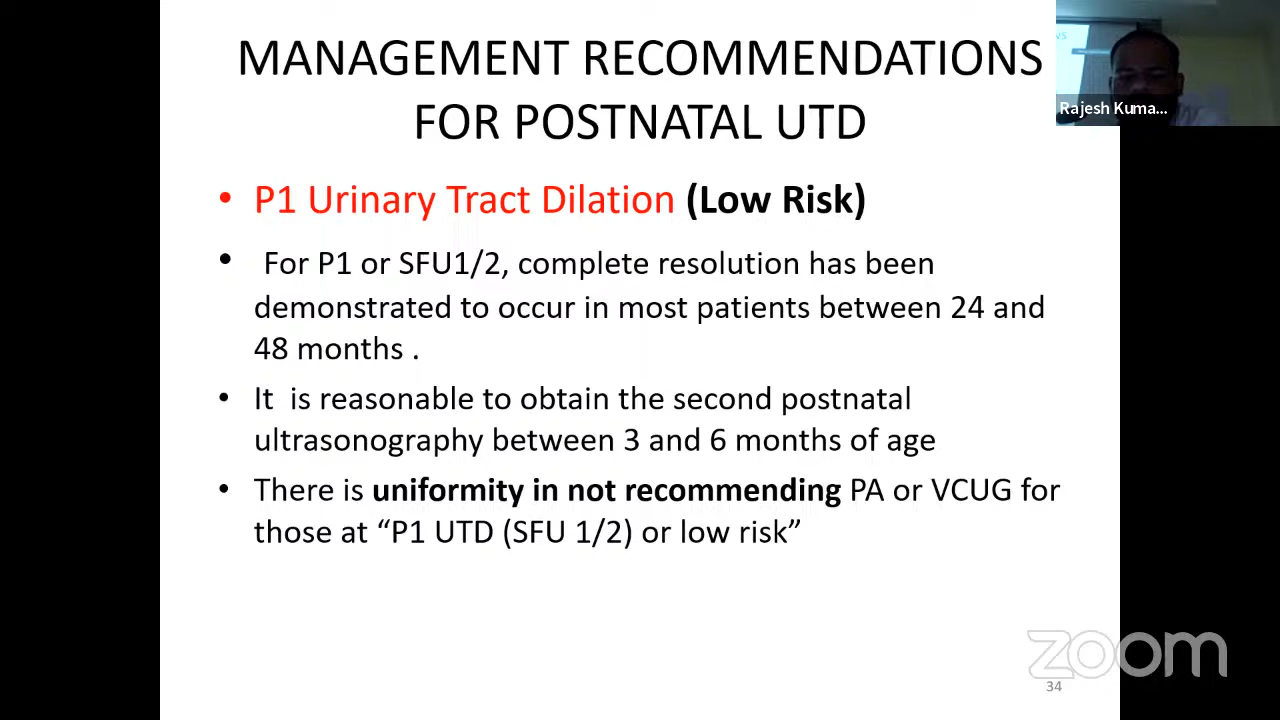 MANAGEMENT RECOMMENDATIONS
FOR POSTNATAL UTD
Rajesh Kuma...
• P1 Urinary Tract Dilation (Low Risk)
• For P1 or SFU1/2, complete resolution has been
demonstrated to occur in most patients between 24 and
48 months .
• It is reasonable to obtain the second postnatal
ultrasonography between 3 and 6 months of age
• There is uniformity in not recommending PA or VCUG for
those at “P1 UTD (SFU 1/2) or low risk”
zoom
34